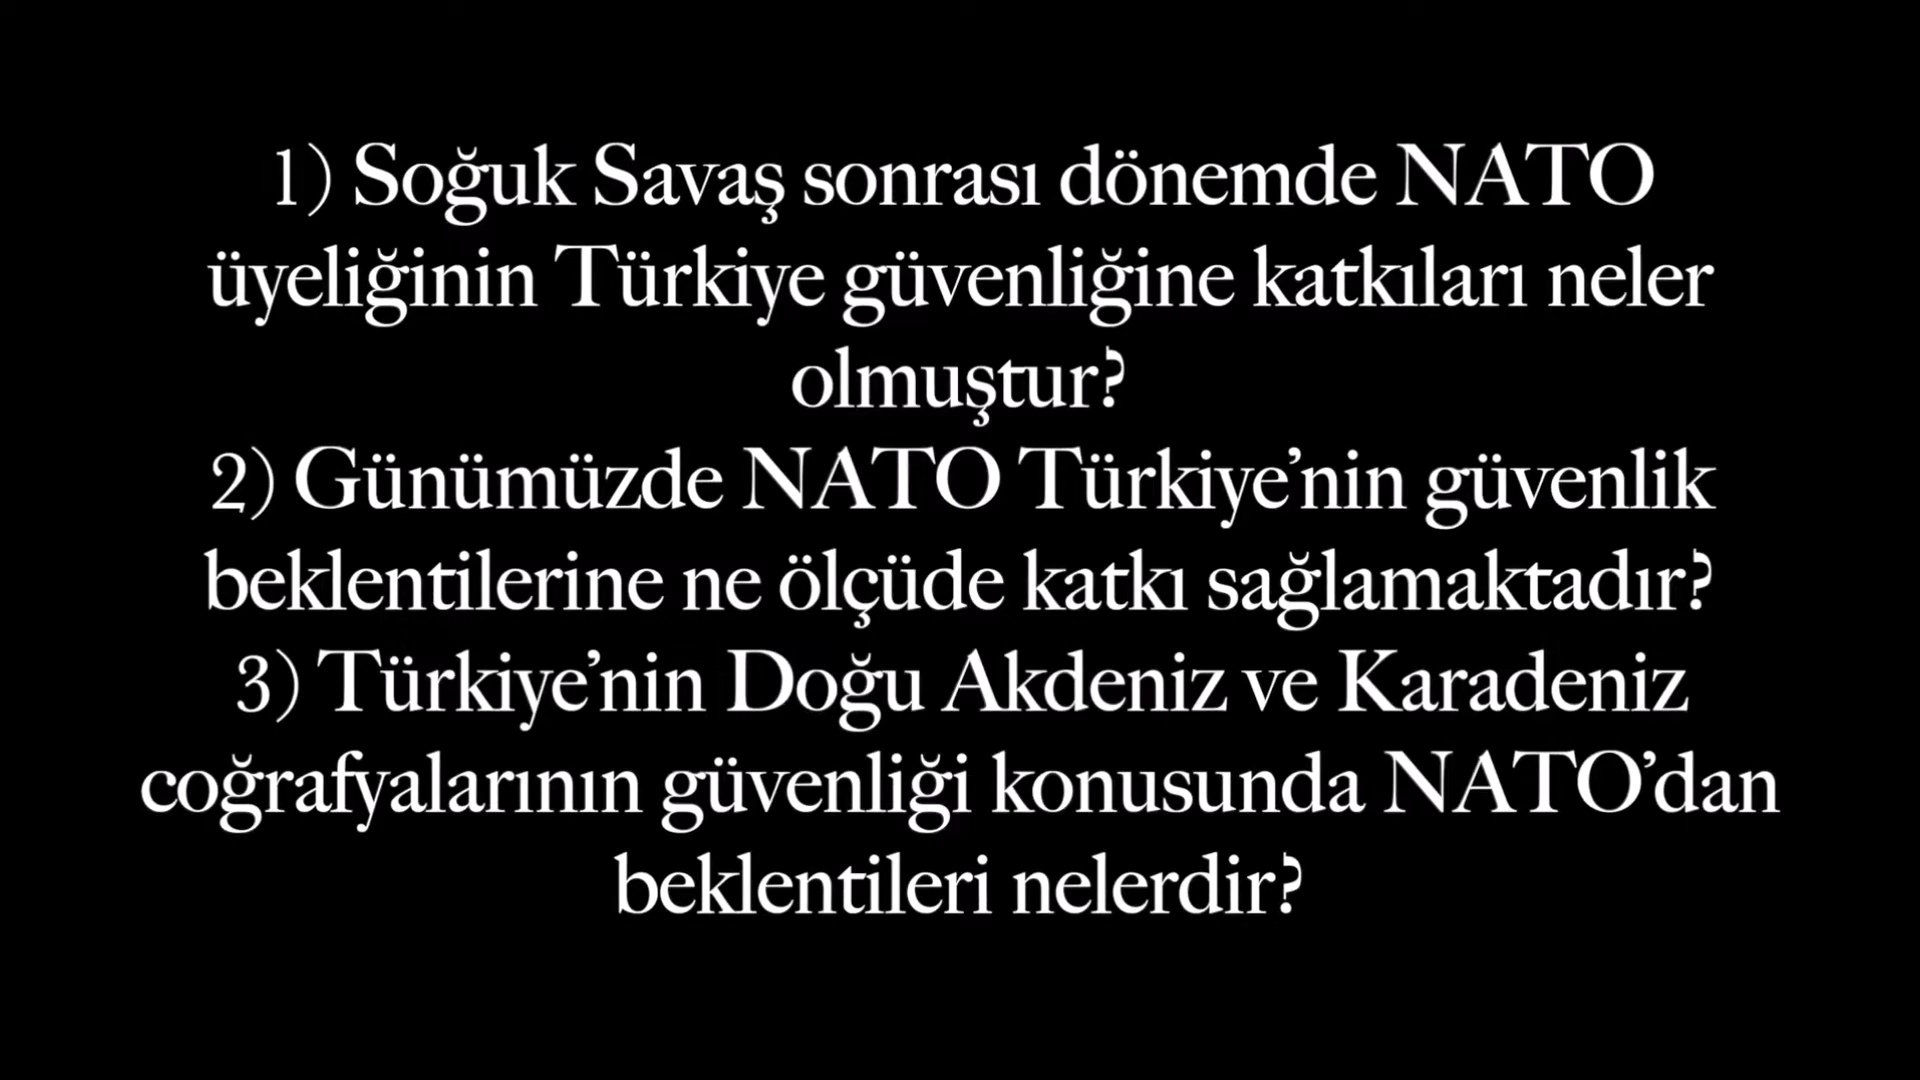 1) Soğuk Savaş sonrası dönemde NATO
üyeliğinin Türkiye güvenliğine katkıları neler
olmuştur?
2) Günümüzde NATO Türkiye’nin güvenlik
beklentilerine ne ölçüde katkı sağlamaktadır?
3) Türkiye’nin Doğu Akdeniz ve Karadeniz
coğrafyalarının güvenliği konusunda NATO’dan
beklentileri nelerdir?